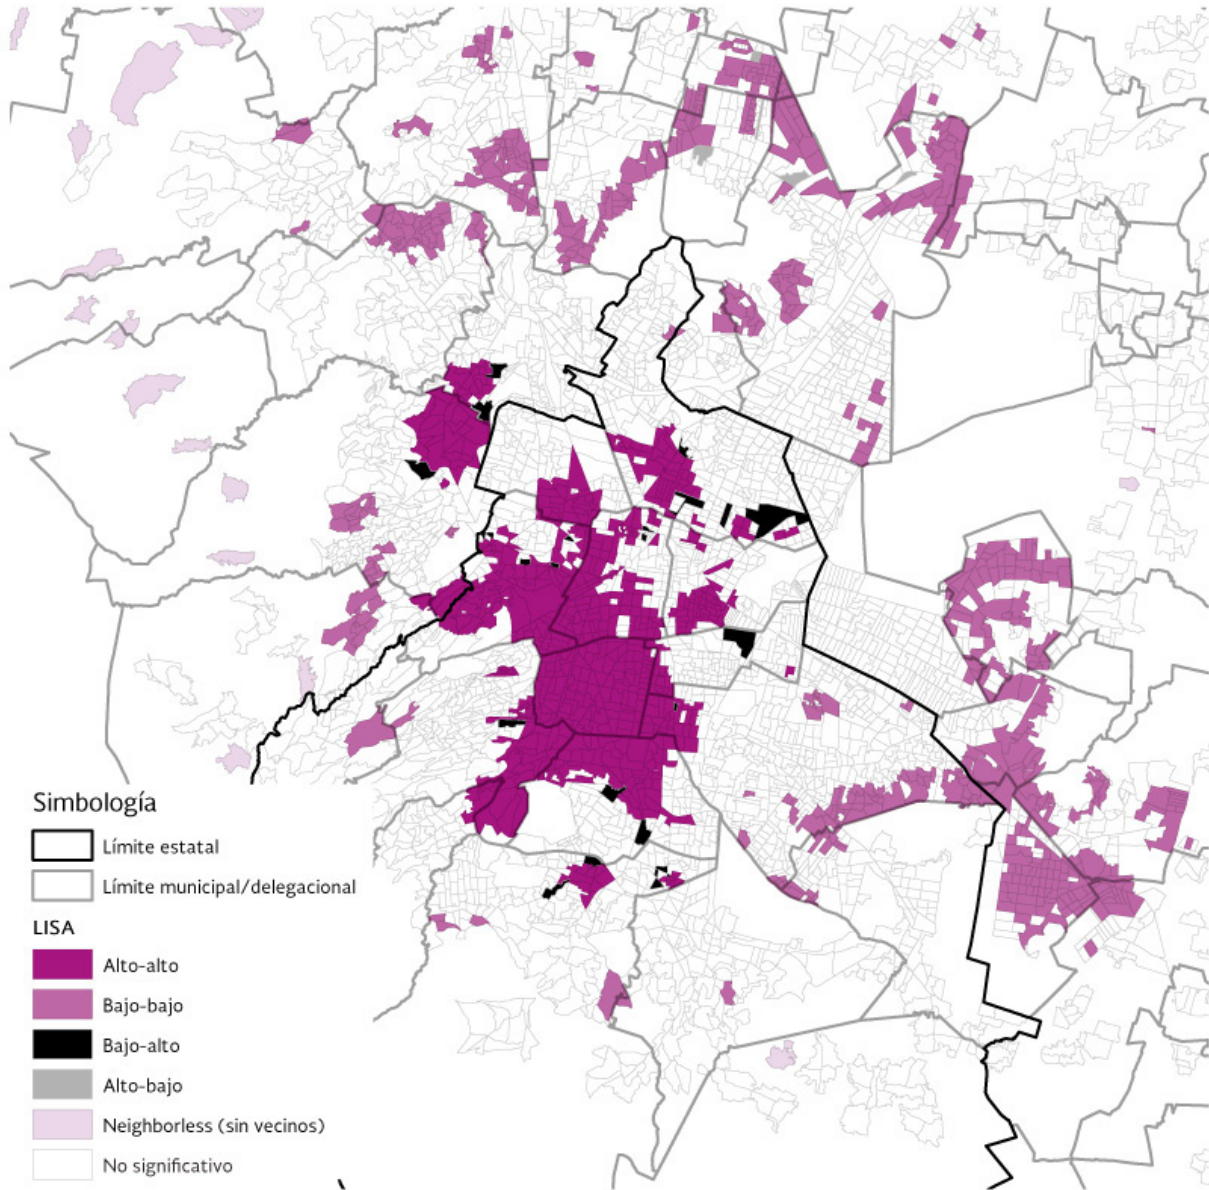 Simbología
Límite estatal
Límite municipal/delegacional
LISA
Alto-alto
Bajo-bajo
Bajo-alto
Alto-bajo
Neighborless (sin vecinos)
No significativo